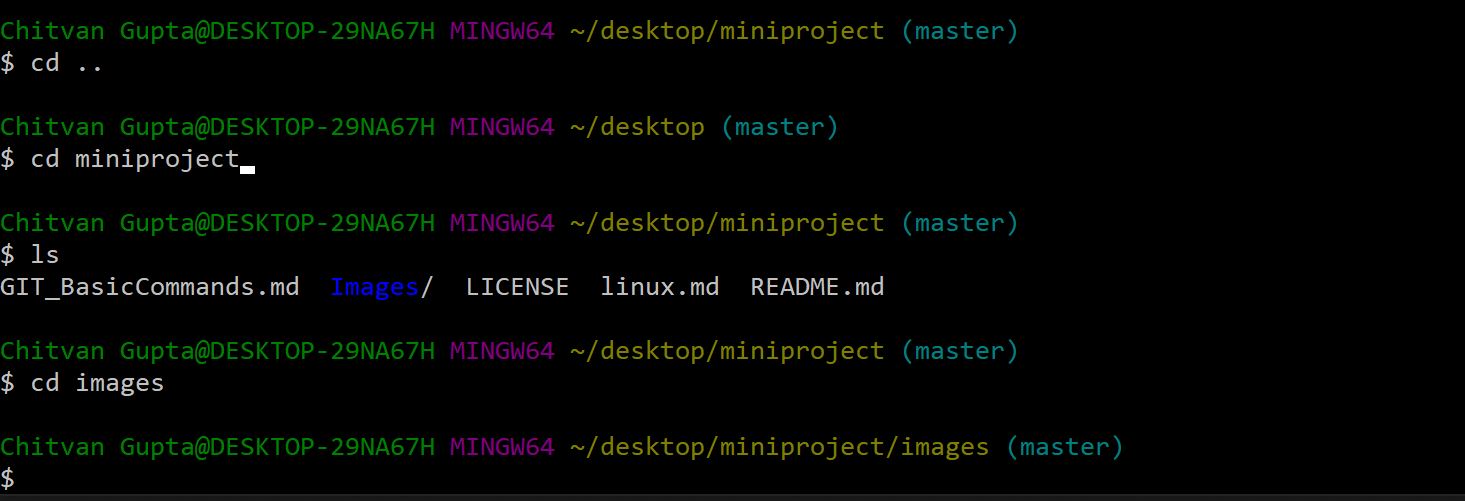 Chitvan Gupta@DESKTOP-29NA67H MINGW64 ~/desktop/miniproject (master)
$ cd ..
Chitvan Gupta@DESKTOP-29NA67H MINGW64 ~/desktop (master)
$ cd miniproject
Chitvan Gupta@DESKTOP-29NA67H MINGW64 ~/desktop/miniproject (master)
$ ls
GIT_BasicCommands.md  Images/  LICENSE  linux.md  README.md
Chitvan Gupta@DESKTOP-29NA67H MINGW64 ~/desktop/miniproject (master)
$ cd images
Chitvan Gupta@DESKTOP-29NA67H MINGW64 ~/desktop/miniproject/images (master)
$